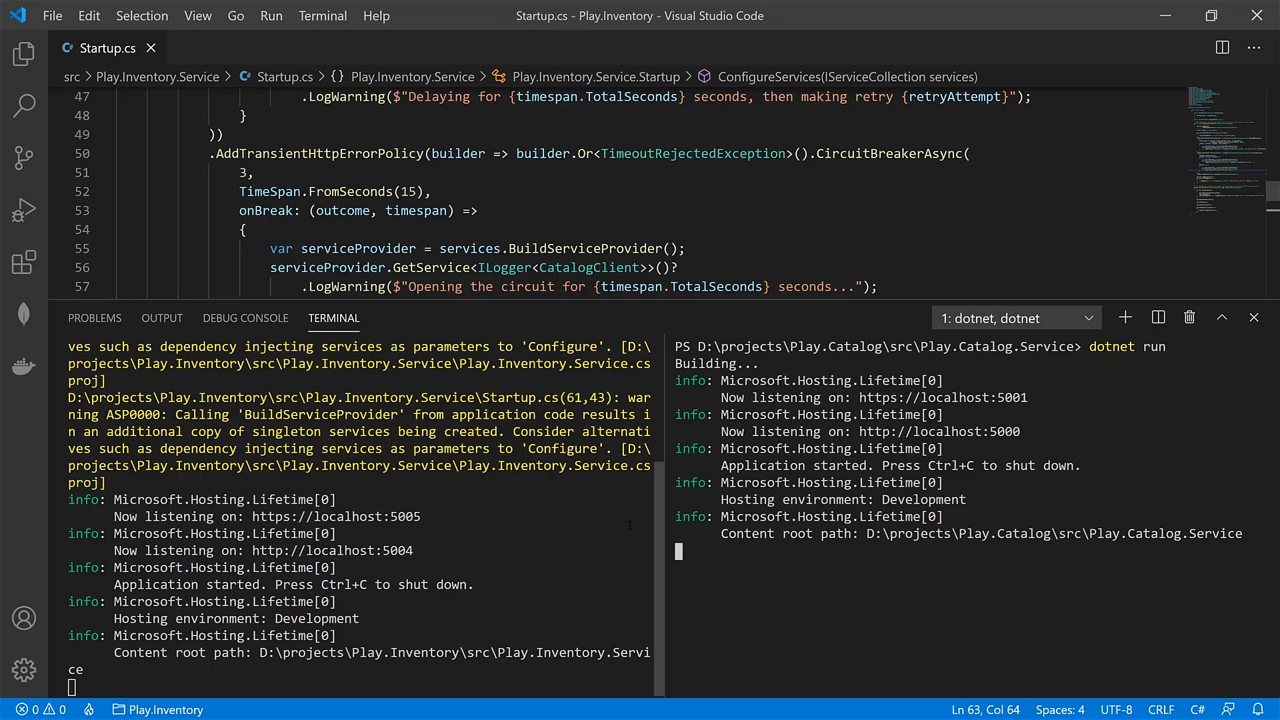 File Edit Selection View Go Run Terminal Help Startup.cs - Play.Inventory - Visual Studio Code
Startup.cs
src > Play.Inventory.Service > Startup.cs > {} Play.Inventory.Service > Play.Inventory.Service.Startup > ConfigureServices(IServiceCollection services)
47 .LogWarning($"Delaying for {timespan.TotalSeconds} seconds, then making retry {retryAttempt}");
48 }
49 ))
50 .AddTransientHttpErrorPolicy(builder => builder.Or<TimeoutRejectedException>().CircuitBreakerAsync(
51 3,
52 TimeSpan.FromSeconds(15),
53 onBreak: (outcome, timespan) =>
54 {
55 var serviceProvider = services.BuildServiceProvider();
56 serviceProvider.GetService<ILogger<CatalogClient>>()?
57 .LogWarning($"Opening the circuit for {timespan.TotalSeconds} seconds...");
PROBLEMS OUTPUT DEBUG CONSOLE TERMINAL 1: dotnet, dotnet
ves such as dependency injecting services as parameters to 'Configure'. [D:\
projects\Play.Inventory\src\Play.Inventory.Service\Play.Inventory.Service.cs
proj]
D:\projects\Play.Inventory\src\Play.Inventory.Service\Startup.cs(61,43): war
ning ASP0000: Calling 'BuildServiceProvider' from application code results i
n an additional copy of singleton services being created. Consider alternati
ves such as dependency injecting services as parameters to 'Configure'. [D:\
projects\Play.Inventory\src\Play.Inventory.Service\Play.Inventory.Service.cs
proj]
info: Microsoft.Hosting.Lifetime[0]
Now listening on: https://localhost:5005
info: Microsoft.Hosting.Lifetime[0]
Now listening on: http://localhost:5004
info: Microsoft.Hosting.Lifetime[0]
Application started. Press Ctrl+C to shut down.
info: Microsoft.Hosting.Lifetime[0]
Hosting environment: Development
info: Microsoft.Hosting.Lifetime[0]
Content root path: D:\projects\Play.Inventory\src\Play.Inventory.Servi
ce
PS D:\projects\Play.Catalog\src\Play.Catalog.Service> dotnet run
Building...
info: Microsoft.Hosting.Lifetime[0]
Now listening on: https://localhost:5001
info: Microsoft.Hosting.Lifetime[0]
Now listening on: http://localhost:5000
info: Microsoft.Hosting.Lifetime[0]
Application started. Press Ctrl+C to shut down.
info: Microsoft.Hosting.Lifetime[0]
Hosting environment: Development
info: Microsoft.Hosting.Lifetime[0]
Content root path: D:\projects\Play.Catalog\src\Play.Catalog.Service
0 0 Play.Inventory Ln 63, Col 64 Spaces: 4 UTF-8 CRLF C#